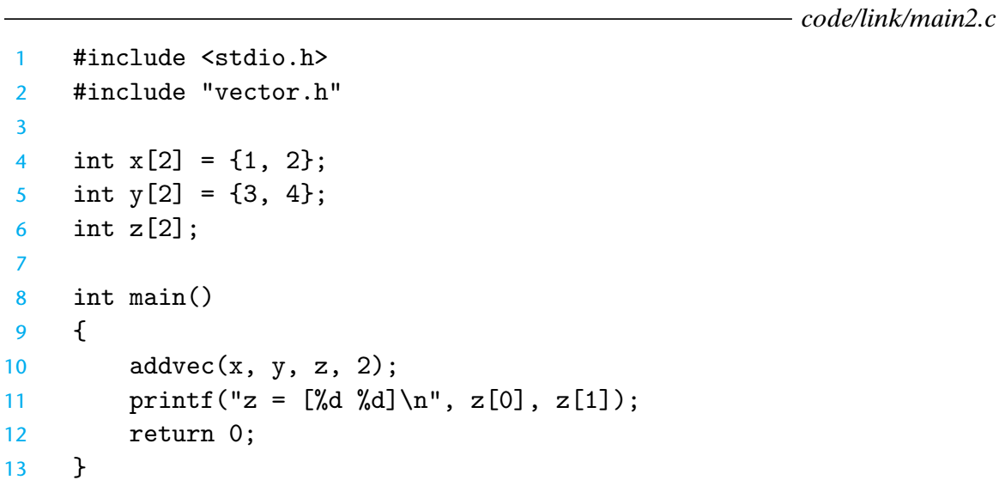 code/link/main2.c
1 #include <stdio.h>
2 #include "vector.h"
3
4 int x[2] = {1, 2};
5 int y[2] = {3, 4};
6 int z[2];
7
8 int main()
9 {
10     addvec(x, y, z, 2);
11     printf("z = [%d %d]\n", z[0], z[1]);
12     return 0;
13 }